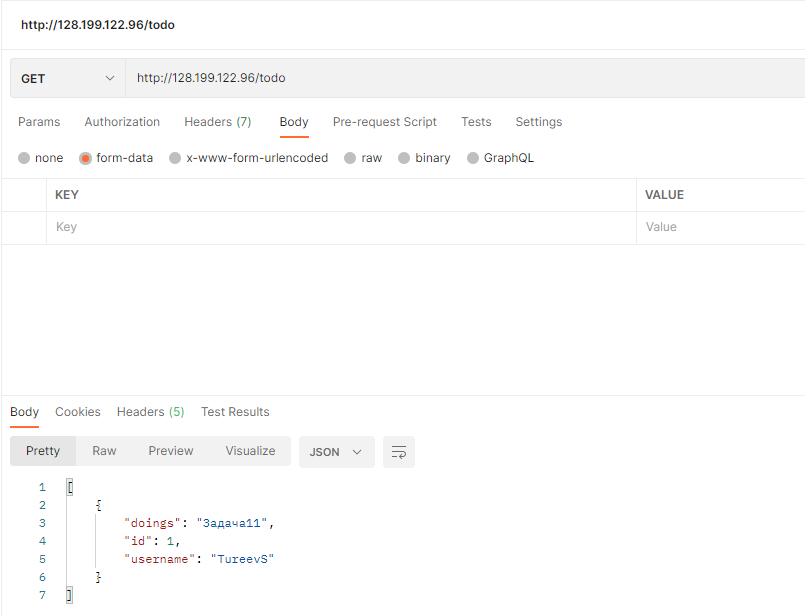 http://128.199.122.96/todo
GET http://128.199.122.96/todo
Params Authorization Headers (7) Body Pre-request Script Tests Settings
none form-data x-www-form-urlencoded raw binary GraphQL
KEY VALUE
Key Value
Body Cookies Headers (5) Test Results
Pretty Raw Preview Visualize JSON
1 [
2 {
3 "doings": "Задача11",
4 "id": 1,
5 "username": "TureevS"
6 }
7 ]